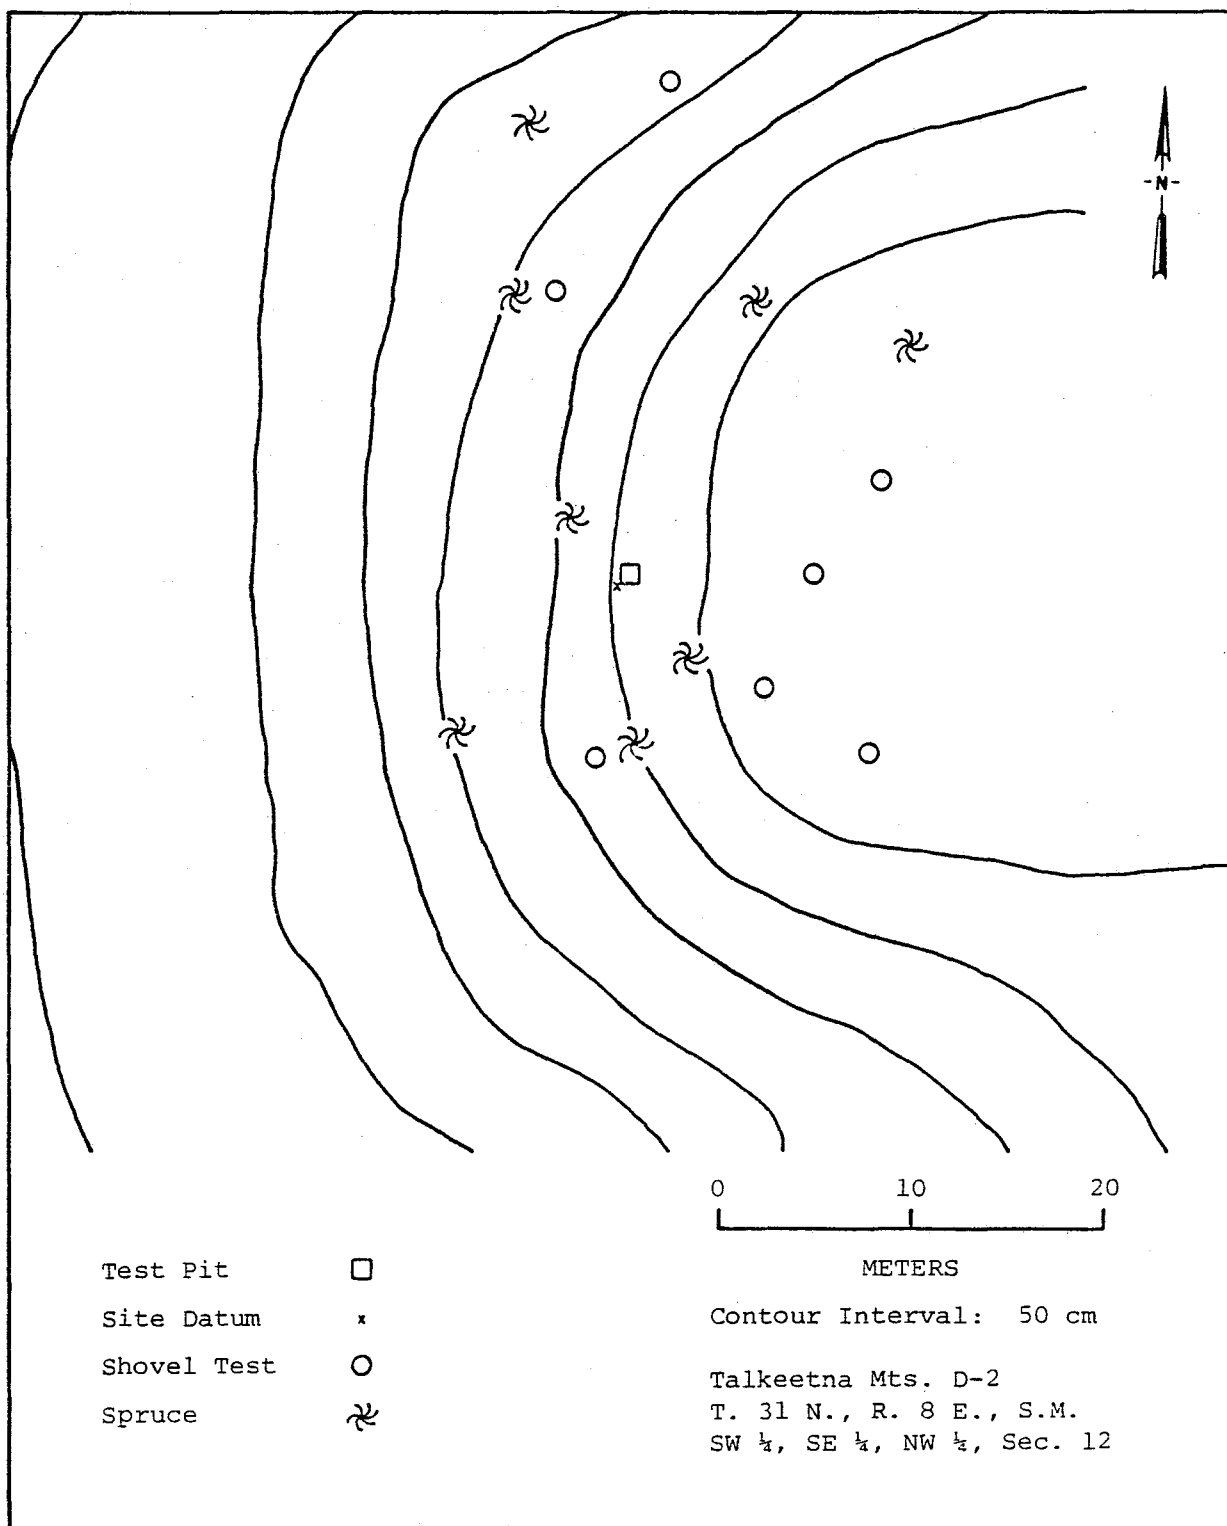 -N-
0 10 20
METERS
Test Pit
Site Datum
Shovel Test
Spruce
Contour Interval: 50 cm
Talkeetna Mts. D-2
T. 31 N., R. 8 E., S.M.
SW ¼, SE ¼, NW ¼, Sec. 12